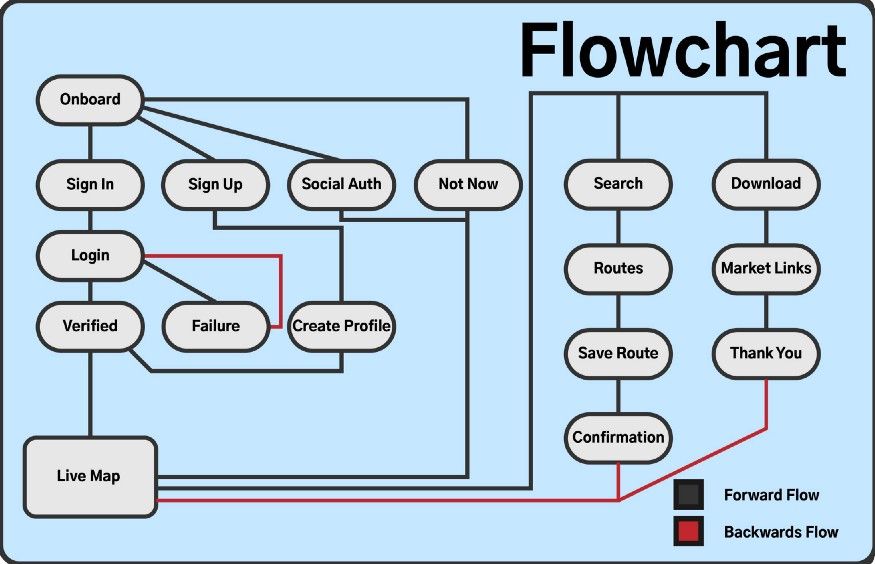 Flowchart
Onboard
Sign In
Sign Up
Social Auth
Not Now
Search
Download
Login
Routes
Market Links
Verified
Failure
Create Profile
Save Route
Thank You
Confirmation
Live Map
Forward Flow
Backwards Flow